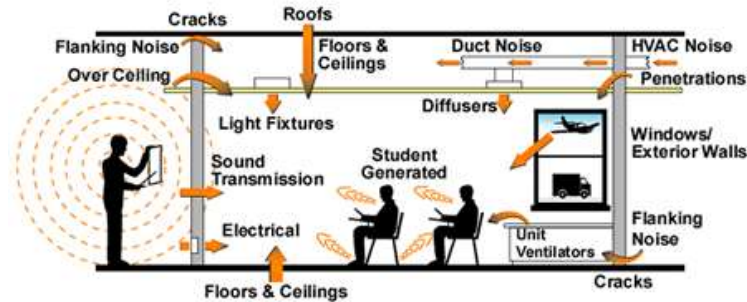 Cracks
Roofs
Flanking Noise
Floors &
Ceilings
Duct Noise
HVAC Noise
Over Ceiling
Penetrations
Light Fixtures
Diffusers
Windows/
Exterior Walls
Sound
Transmission
Student
Generated
Electrical
Unit
Ventilators
Flanking
Noise
Floors & Ceilings
Cracks